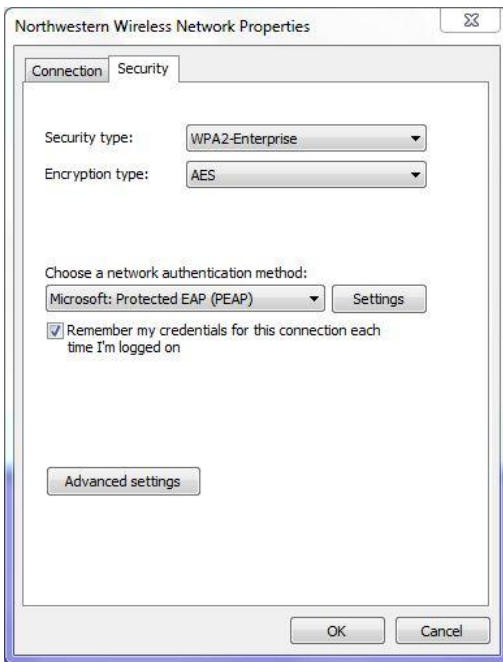 Northwestern Wireless Network Properties
Connection
Security
Security type:
WPA2-Enterprise
Encryption type:
AES
Choose a network authentication method:
Microsoft: Protected EAP (PEAP)
Settings
Remember my credentials for this connection each
time I'm logged on
Advanced settings
OK
Cancel